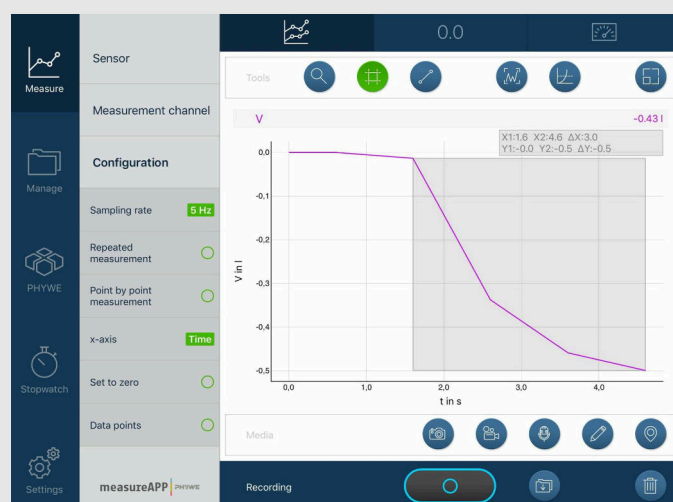 0.0
Measure
Sensor
Tools
Measurement channel
V
-0.43 l
X1:1.6 X2:4.6 ΔX:3.0
Y1:-0.0 Y2:-0.5 ΔY:-0.5
Manage
Configuration
Sampling rate
5 Hz
Repeated
measurement
Point by point
measurement
PHYWE
x-axis
Time
Set to zero
Data points
Stopwatch
Settings
measureAPP PHYWE
V in l
0,0
-0,1
-0,2
-0,3
-0,4
-0,5
0,0
1,0
2,0
3,0
4,0
t in s
Media
Recording